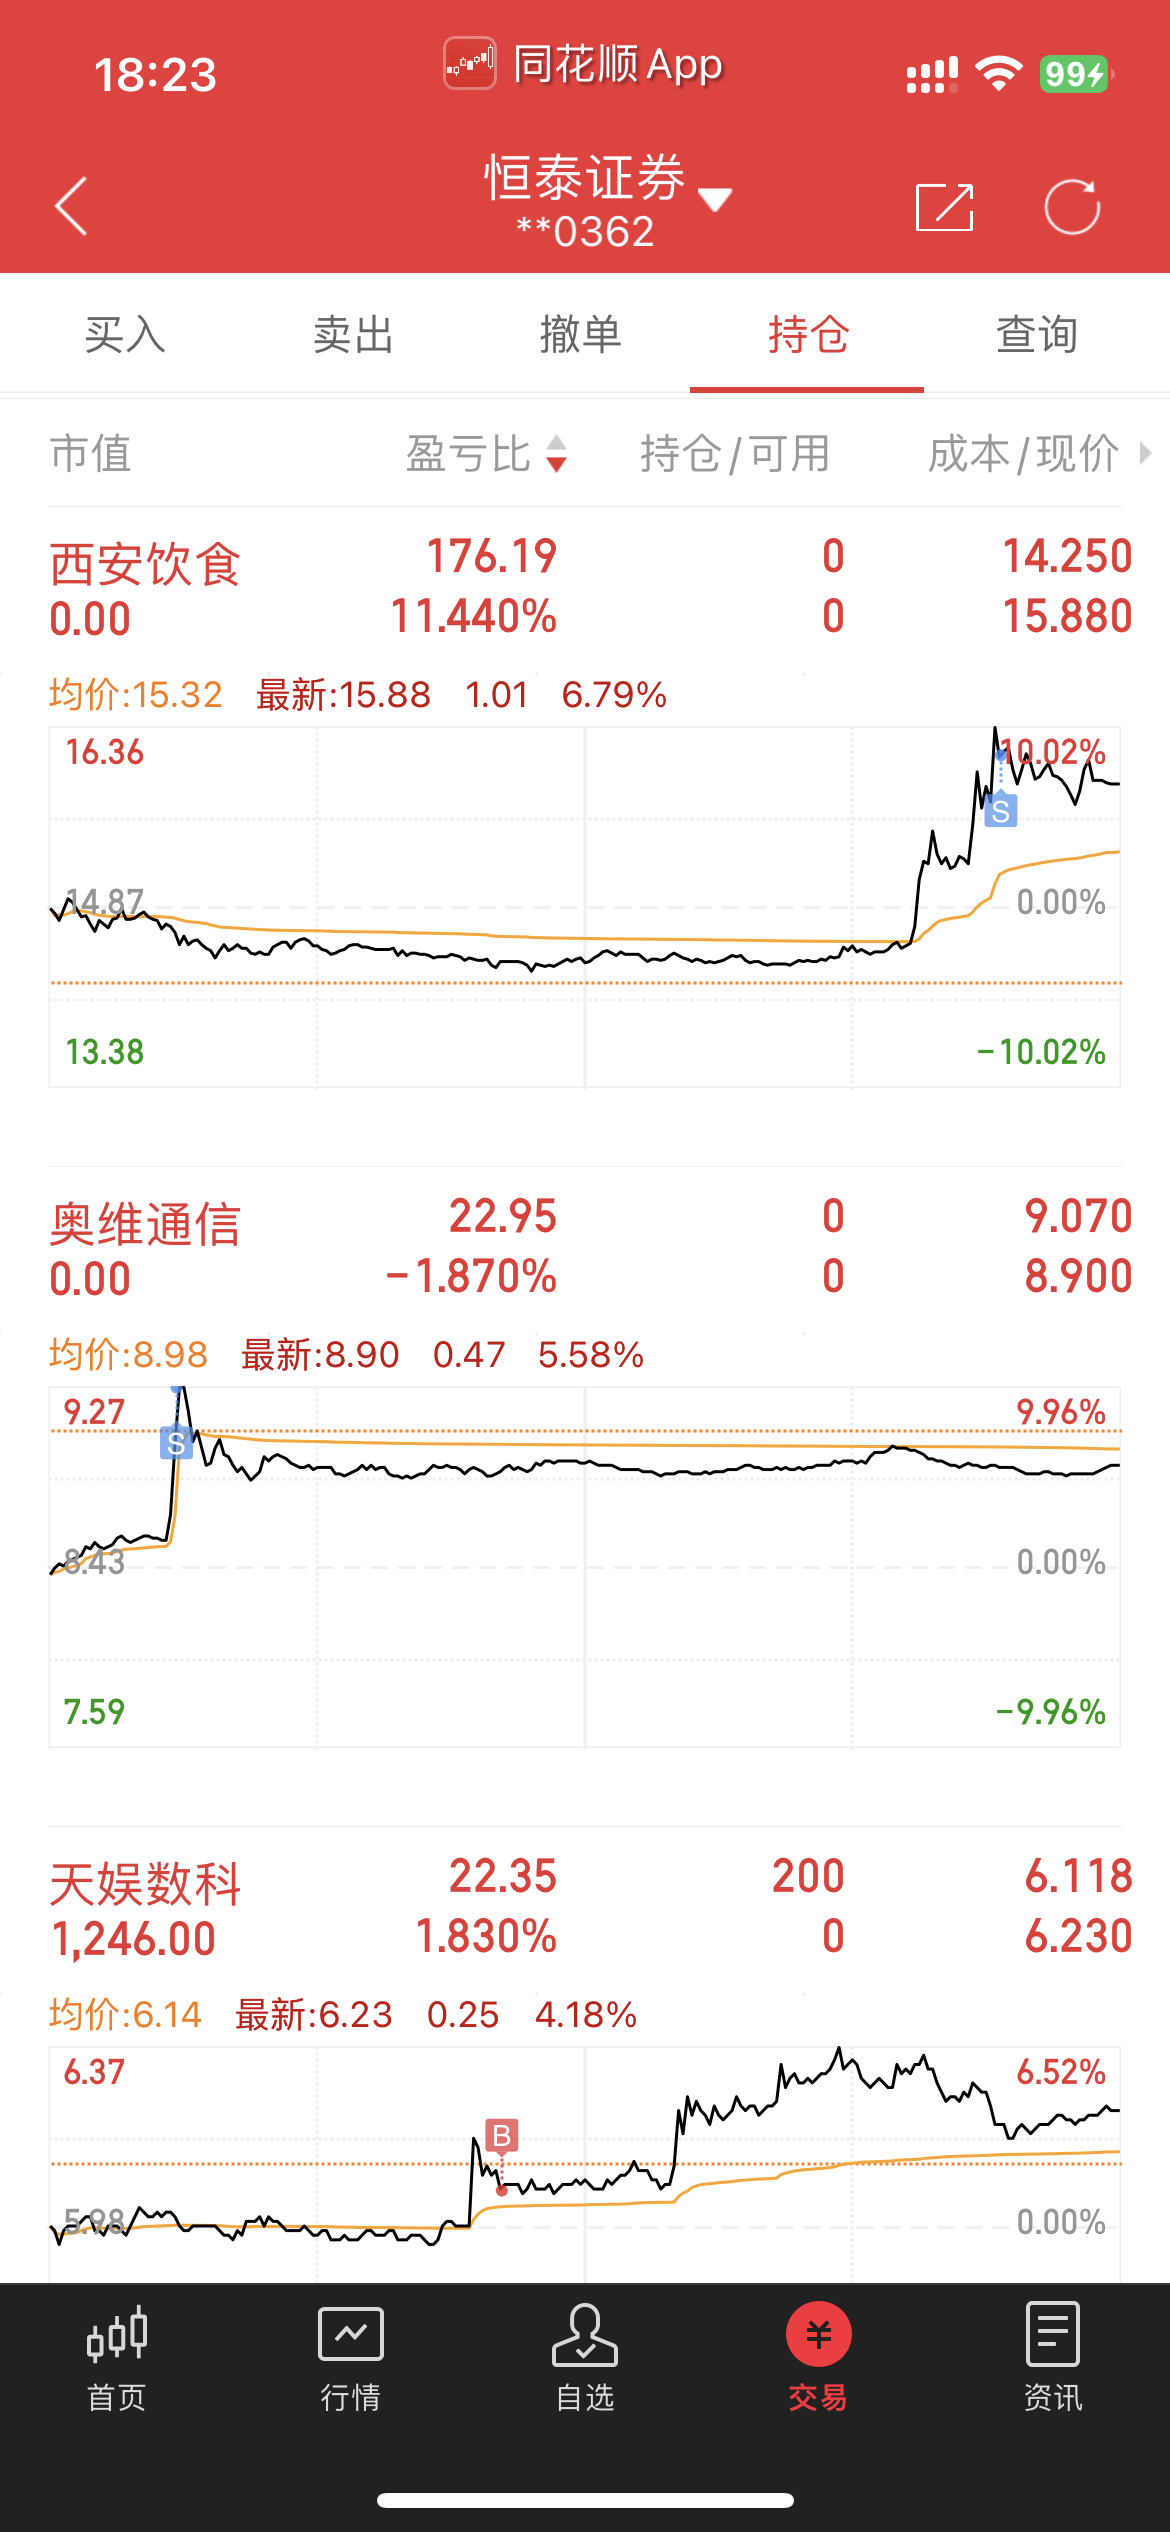 18:23 同花顺 App 99
恒泰证券
**0362
买入 卖出 撤单 持仓 查询
市值 盈亏比 持仓/可用 成本/现价
西安饮食 176.19 0 14.250
0.00 11.440% 0 15.880
均价:15.32 最新:15.88 1.01 6.79%
16.36 10.02%
S
14.87 0.00%
13.38 -10.02%
奥维通信 22.95 0 9.070
0.00 -1.870% 0 8.900
均价:8.98 最新:8.90 0.47 5.58%
9.27 9.96%
S
8.43 0.00%
7.59 -9.96%
天娱数科 22.35 200 6.118
1,246.00 1.830% 0 6.230
均价:6.14 最新:6.23 0.25 4.18%
6.37 6.52%
B
5.98 0.00%
首页 行情 自选 交易 资讯